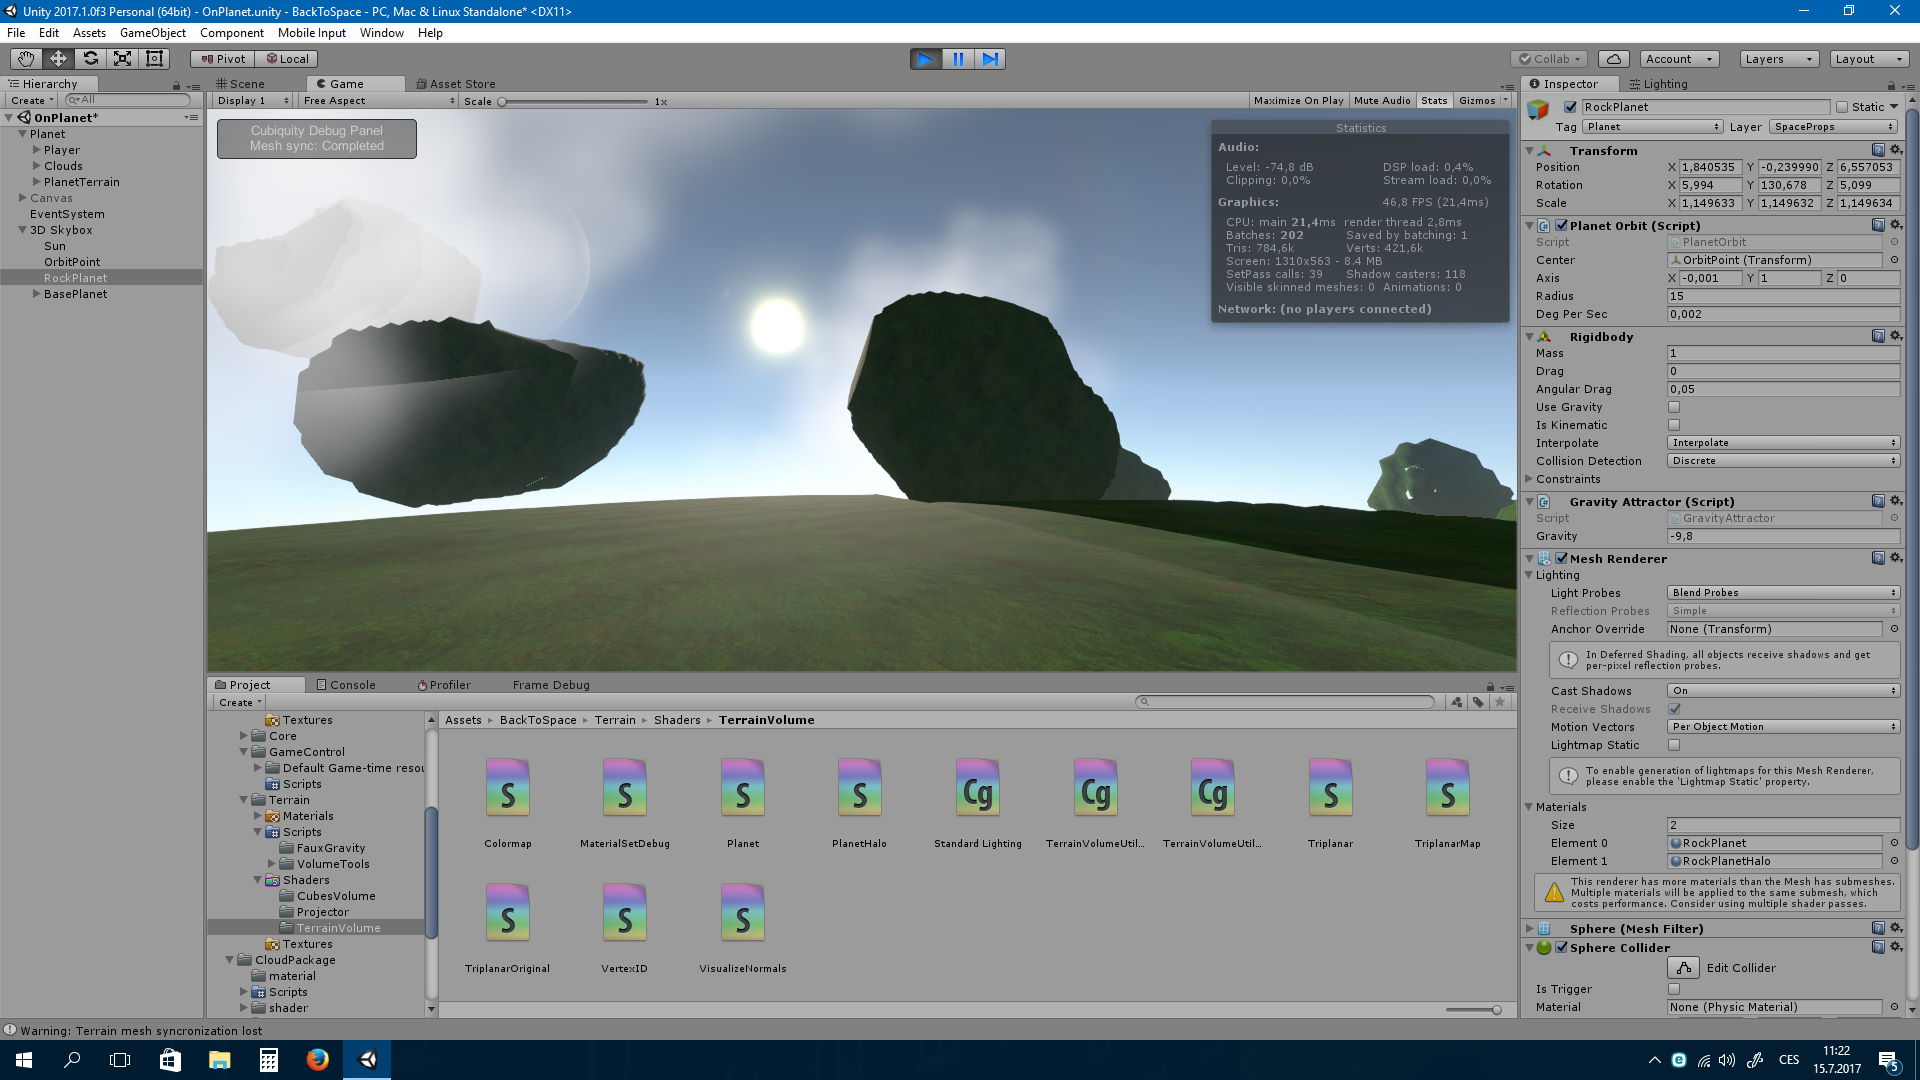 Unity 2017.1.0f3 Personal (64bit) - OnPlanet.unity - BackToSpace - PC, Mac & Linux Standalone* <DX11>
File Edit Assets GameObject Component Mobile Input Window Help
Pivot Local Collab Account Layers Layout
Hierarchy
Create All
OnPlanet*
Planet
Player
Clouds
PlanetTerrain
Canvas
EventSystem
3D Skybox
Sun
OrbitPoint
RockPlanet
BasePlanet
Scene Game Asset Store
Display 1 Free Aspect Scale 1x Maximize On Play Mute Audio Stats Gizmos
Cubiquity Debug Panel
Mesh sync: Completed
Statistics
Audio:
Level: -74,8 dB DSP load: 0,4%
Clipping: 0,0% Stream load: 0,0%
Graphics: 46,8 FPS (21,4ms)
CPU: main 21,4ms render thread 2,8ms
Batches: 202 Saved by batching: 1
Tris: 784,6k Verts: 421,6k
Screen: 1310x563 - 8.4 MB
SetPass calls: 39 Shadow casters: 118
Visible skinned meshes: 0 Animations: 0
Network: (no players connected)
Project Console Profiler Frame Debug
Create
Textures
Core
GameControl
Default Game-time resou
Scripts
Terrain
Materials
Scripts
FauxGravity
VolumeTools
Shaders
CubesVolume
Projector
TerrainVolume
Textures
CloudPackage
material
Scripts
shader
Assets BackToSpace Terrain Shaders TerrainVolume
S S S S Cg Cg Cg S S
Colormap MaterialSetDebug Planet PlanetHalo Standard Lighting TerrainVolumeUtil... TerrainVolumeUtil... Triplanar TriplanarMap
S S S
TriplanarOriginal VertexID VisualizeNormals
Inspector Lighting
RockPlanet Static
Tag Planet Layer SpaceProps
Transform
Position X 1,840535 Y -0,239990 Z 6,557053
Rotation X 5,994 Y 130,678 Z 5,099
Scale X 1,149633 Y 1,149632 Z 1,149634
Planet Orbit (Script)
Script PlanetOrbit
Center OrbitPoint (Transform)
Axis X -0,001 Y 1 Z 0
Radius 15
Deg Per Sec 0,002
Rigidbody
Mass 1
Drag 0
Angular Drag 0,05
Use Gravity
Is Kinematic
Interpolate Interpolate
Collision Detection Discrete
Constraints
Gravity Attractor (Script)
Script GravityAttractor
Gravity -9,8
Mesh Renderer
Lighting
Light Probes Blend Probes
Reflection Probes Simple
Anchor Override None (Transform)
In Deferred Shading, all objects receive shadows and get
per-pixel reflection probes.
Cast Shadows On
Receive Shadows
Motion Vectors Per Object Motion
Lightmap Static
To enable generation of lightmaps for this Mesh Renderer,
please enable the 'Lightmap Static' property.
Materials
Size 2
Element 0 RockPlanet
Element 1 RockPlanetHalo
This renderer has more materials than the Mesh has submeshes.
Multiple materials will be applied to the same submesh, which
costs performance. Consider using multiple shader passes.
Sphere (Mesh Filter)
Sphere Collider
Edit Collider
Is Trigger
Material None (Physic Material)
Warning: Terrain mesh syncronization lost
CES
11:22
15.7.2017
5